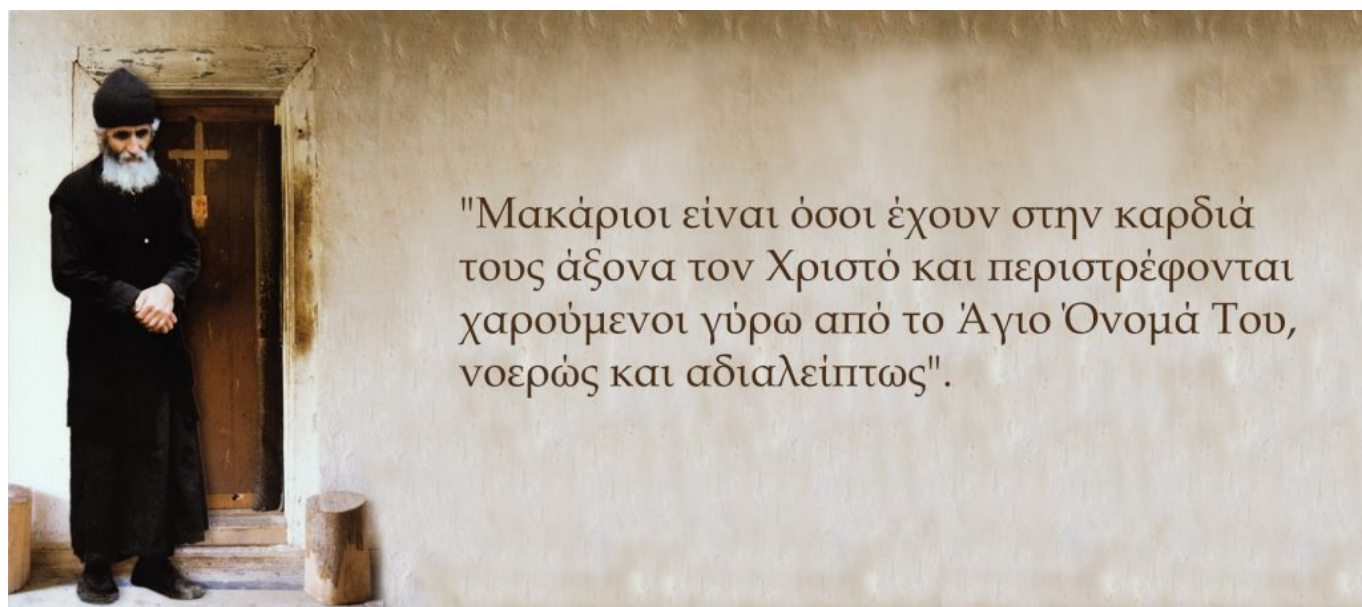 "Μακάριοι είναι όσοι έχουν στην καρδιά
τους άξονα τον Χριστό και περιστρέφονται
χαρούμενοι γύρω από το Άγιο Όνομά Του,
νοερώς και αδιαλείπτως".